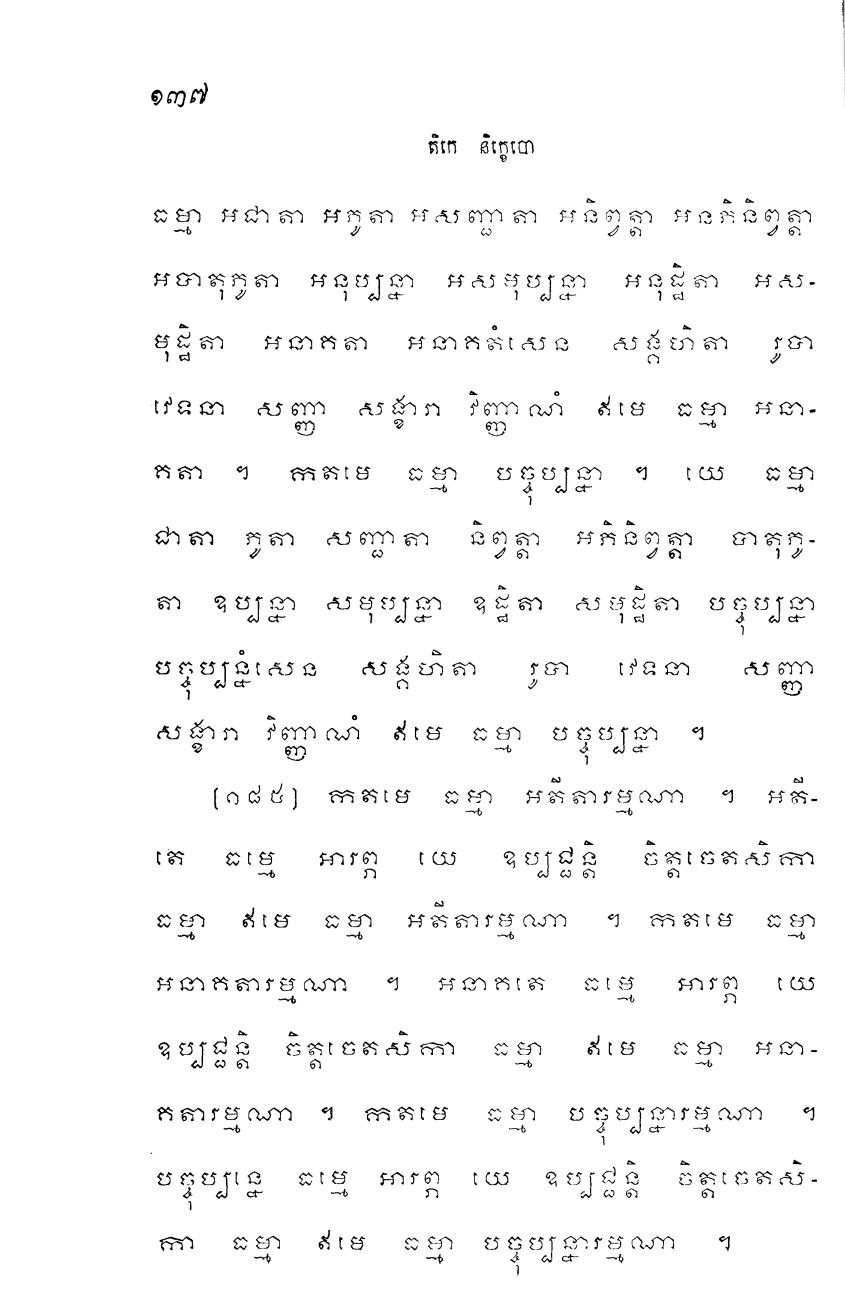 ១៣៧
តិកេ និក្ខេបោ
ធម្មា អជាតា អភូតា អសញ្ជាតា អនិព្វត្តា អនភិនិព្វត្តា
អបាតុភូតា អនុប្បន្នា អសមុប្បន្នា អនុដ្ឋិតា អស-
មុដ្ឋិតា អនាគតា អនាគតំសេន សង្គហិតា រូបា
វេទនា សញ្ញា សង្ខារា វិញ្ញាណំ ឥមេ ធម្មា អនា-
គតា ។ កតមេ ធម្មា បច្ចុប្បន្នា ។ យេ ធម្មា
ជាតា ភូតា សញ្ជាតា និព្វត្តា អភិនិព្វត្តា បាតុភូ-
តា ឧប្បន្នា សមុប្បន្នា ឧដ្ឋិតា សមុដ្ឋិតា បច្ចុប្បន្នា
បច្ចុប្បន្នំសេន សង្គហិតា រូបា វេទនា សញ្ញា
សង្ខារា វិញ្ញាណំ ឥមេ ធម្មា បច្ចុប្បន្នា ។
[១៨៥] កតមេ ធម្មា អតីតារម្មណា ។ អតី-
តេ ធម្មេ អារព្ភ យេ ឧប្បជ្ជន្តិ ចិត្តចេតសិកា
ធម្មា ឥមេ ធម្មា អតីតារម្មណា ។ កតមេ ធម្មា
អនាគតារម្មណា ។ អនាគតេ ធម្មេ អារព្ភ យេ
ឧប្បជ្ជន្តិ ចិត្តចេតសិកា ធម្មា ឥមេ ធម្មា អនា-
គតារម្មណា ។ កតមេ ធម្មា បច្ចុប្បន្នារម្មណា ។
បច្ចុប្បន្នេ ធម្មេ អារព្ភ យេ ឧប្បជ្ជន្តិ ចិត្តចេតសិ-
កា ធម្មា ឥមេ ធម្មា បច្ចុប្បន្នារម្មណា ។